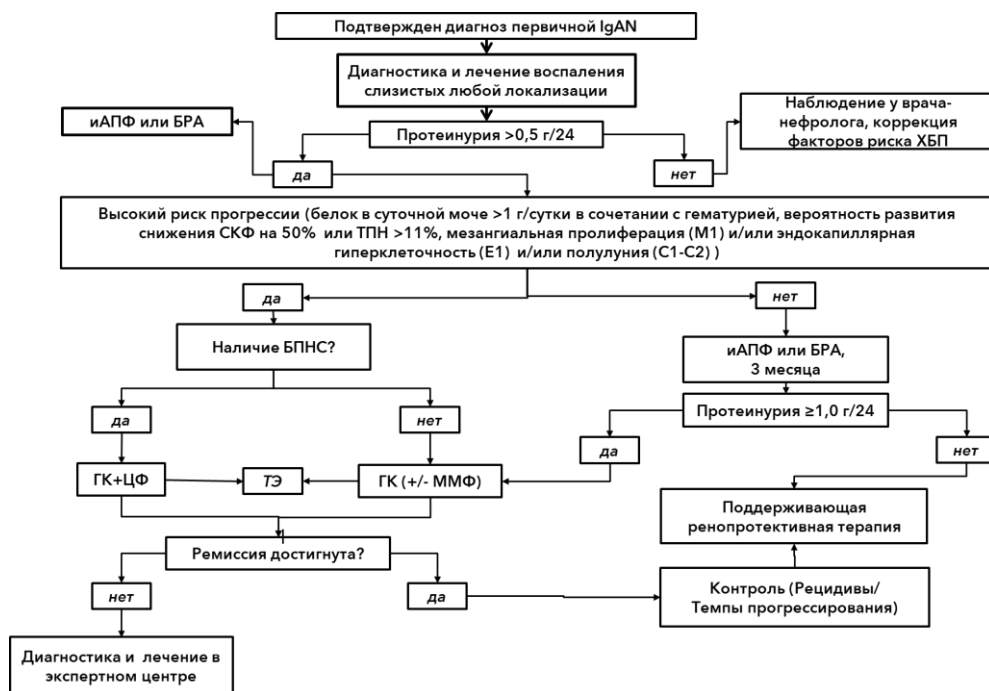 Подтвержден диагноз первичной IgAN
Диагностика и лечение воспаления
слизистых любой локализации
иАПФ или БРА
Протеинурия >0,5 г/24
Наблюдение у врача-
нефролога, коррекция
факторов риска ХБП
да
нет
Высокий риск прогрессии (белок в суточной моче >1 г/сутки в сочетании с гематурией, вероятность развития
снижения СКФ на 50% или ТПН >11%, мезангиальная пролиферация (M1) и/или эндокапиллярная
гиперклеточность (E1) и/или полулуния (C1-C2) )
да
нет
Наличие БПНС?
иАПФ или БРА,
3 месяца
Протеинурия ≥1,0 г/24
да
нет
да
нет
ГК+ЦФ
ТЭ
ГК (+/- ММФ)
Поддерживающая
ренопротективная терапия
Ремиссия достигнута?
нет
да
Контроль (Рецидивы/
Темпы прогрессирования)
Диагностика и лечение в
экспертном центре